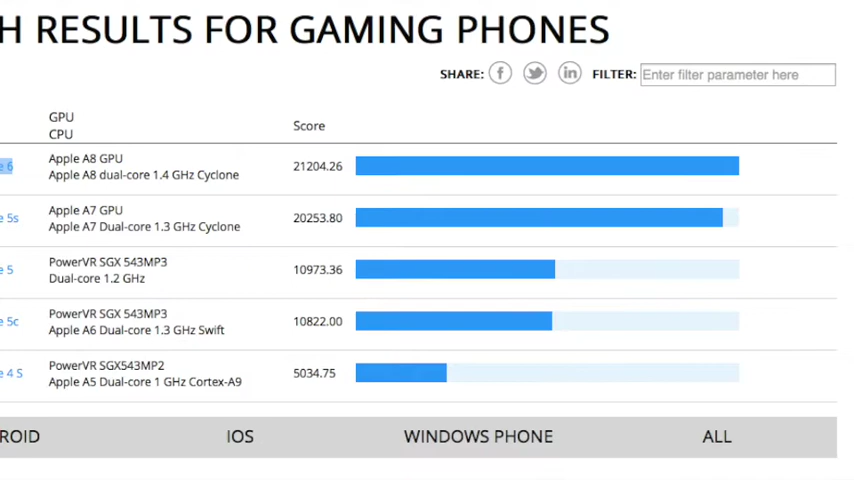 H RESULTS FOR GAMING PHONES
SHARE: FILTER: Enter filter parameter here
GPU
CPU
Score
e 6
Apple A8 GPU
Apple A8 dual-core 1.4 GHz Cyclone
21204.26
e 5s
Apple A7 GPU
Apple A7 Dual-core 1.3 GHz Cyclone
20253.80
e 5
PowerVR SGX 543MP3
Dual-core 1.2 GHz
10973.36
e 5c
PowerVR SGX 543MP3
Apple A6 Dual-core 1.3 GHz Swift
10822.00
e 4 S
PowerVR SGX543MP2
Apple A5 Dual-core 1 GHz Cortex-A9
5034.75
ROID IOS WINDOWS PHONE ALL